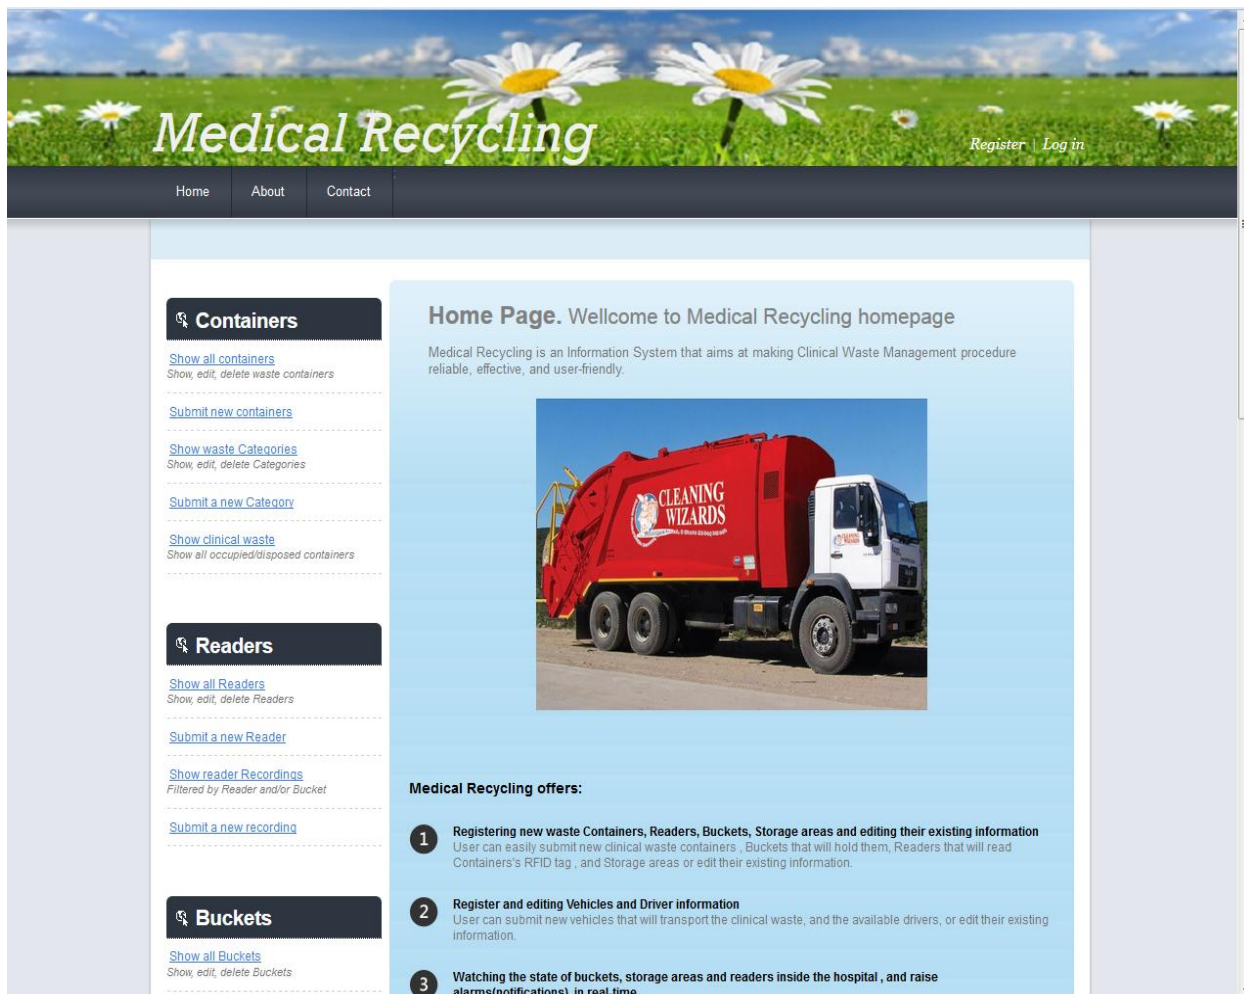 Medical Recycling
Register | Log in
Home
About
Contact
Containers
Show all containers
Show, edit, delete waste containers
Submit new containers
Show waste Categories
Show, edit, delete Categories
Submit a new Category
Show clinical waste
Show all occupied/disposed containers
Readers
Show all Readers
Show, edit, delete Readers
Submit a new Reader
Show reader Recordings
Filtered by Reader and/or Bucket
Submit a new recording
Buckets
Show all Buckets
Show, edit, delete Buckets
Home Page. Wellcome to Medical Recycling homepage
Medical Recycling is an Information System that aims at making Clinical Waste Management procedure
reliable, effective, and user-friendly.
CLEANING
WIZARDS
Medical Recycling offers:
1
Registering new waste Containers, Readers, Buckets, Storage areas and editing their existing information
User can easily submit new clinical waste containers , Buckets that will hold them, Readers that will read
Containers's RFID tag , and Storage areas or edit their existing information.
2
Register and editing Vehicles and Driver information
User can submit new vehicles that will transport the clinical waste, and the available drivers, or edit their existing
information.
3
Watching the state of buckets, storage areas and readers inside the hospital , and raise
alarms(notifications) in real-time